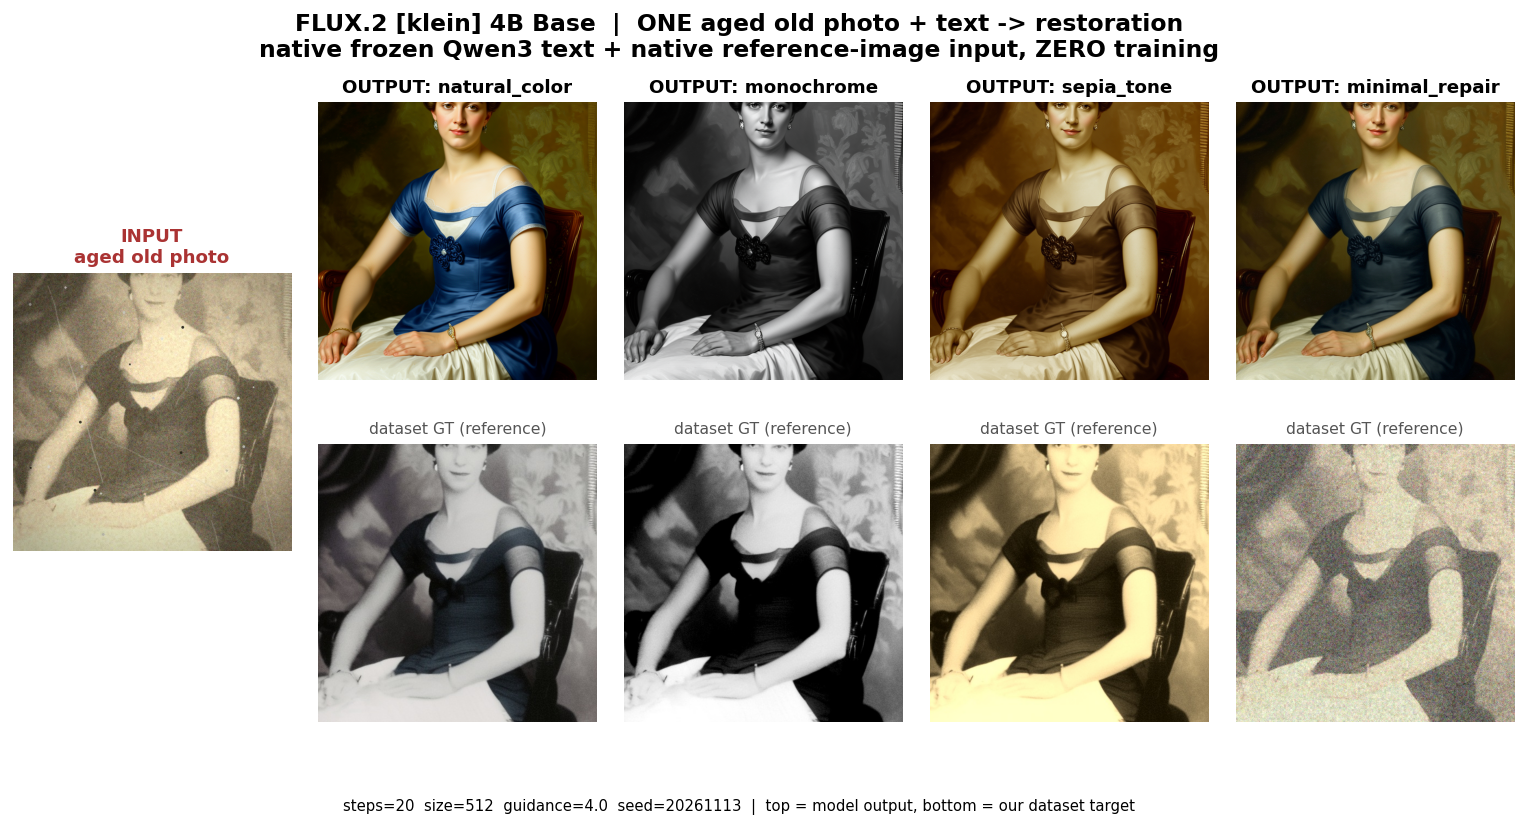 FLUX.2 [klein] 4B Base  |  ONE aged old photo + text -> restoration
native frozen Qwen3 text + native reference-image input, ZERO training
OUTPUT: natural_color
OUTPUT: monochrome
OUTPUT: sepia_tone
OUTPUT: minimal_repair
INPUT
aged old photo
dataset GT (reference)
dataset GT (reference)
dataset GT (reference)
dataset GT (reference)
steps=20  size=512  guidance=4.0  seed=20261113  |  top = model output, bottom = our dataset target